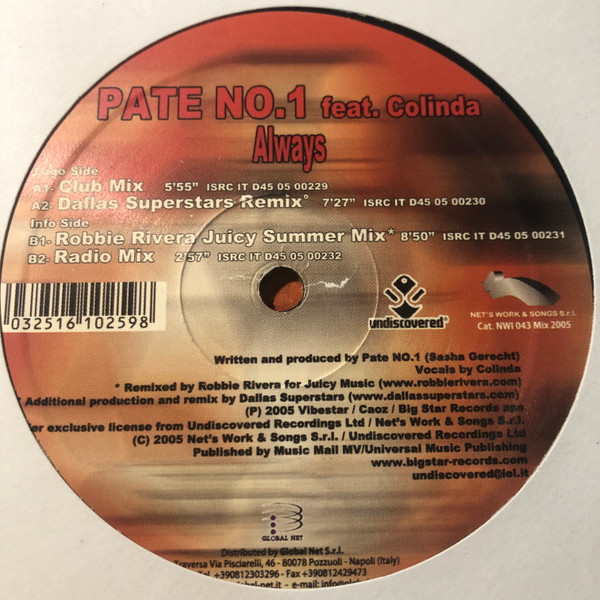 PATE NO.1 feat. Colinda
Always
Logo Side
A1- Club Mix 5'55" ISRC IT D45 05 00229
A2- Dallas Superstars Remix° 7'27" ISRC IT D45 05 00230
Info Side
B1- Robbie Rivera Juicy Summer Mix* 8'50" ISRC IT D45 05 00231
B2- Radio Mix 2'57" ISRC IT D45 05 00232
032516 102598
undiscovered®
NET'S WORK & SONGS S.r.l.
Cat. NWI 043 Mix 2005
Written and produced by Pate NO.1 (Sasha Gerecht)
Vocals by Colinda
* Remixed by Robbie Rivera for Juicy Music (www.robbierivera.com)
Additional production and remix by Dallas Superstars (www.dallassuperstars.com)
(P) 2005 Vibestar / Caoz / Big Star Records
exclusive license from Undiscovered Recordings Ltd / Net's Work & Songs S.r.l.
(C) 2005 Net's Work & Songs S.r.l. / Undiscovered Recordings Ltd
Published by Music Mail MV/Universal Music Publishing
www.bigstar-records.com
undiscovered@iol.it
GLOBAL NET
Distributed by Global Net S.r.l.
Traversa Via Pisciarelli, 46 - 80078 Pozzuoli - Napoli (Italy)
Tel. +390812303296 - Fax +390812429473
- e-mail: